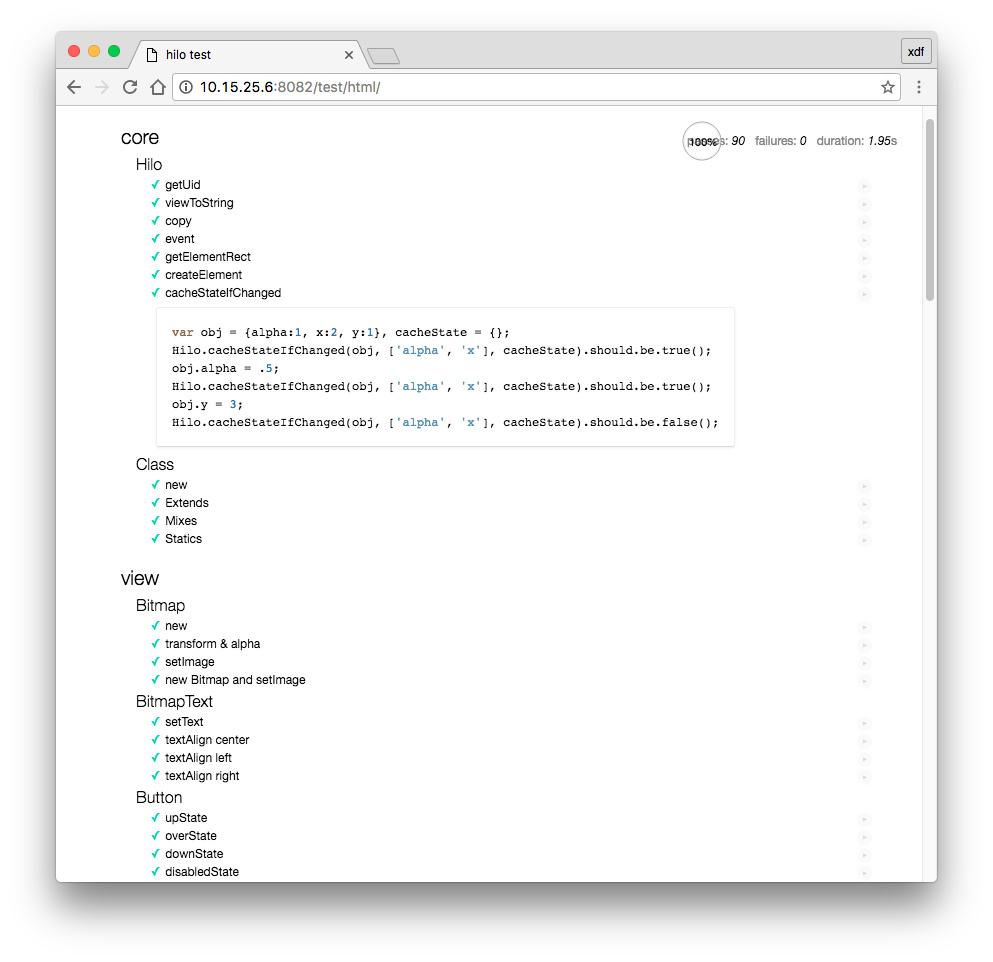 hilo test
xdf
10.15.25.6:8082/test/html/
100%
passes: 90 failures: 0 duration: 1.95s
core
Hilo
✓ getUid
✓ viewToString
✓ copy
✓ event
✓ getElementRect
✓ createElement
✓ cacheStateIfChanged
var obj = {alpha:1, x:2, y:1}, cacheState = {};
Hilo.cacheStateIfChanged(obj, ['alpha', 'x'], cacheState).should.be.true();
obj.alpha = .5;
Hilo.cacheStateIfChanged(obj, ['alpha', 'x'], cacheState).should.be.true();
obj.y = 3;
Hilo.cacheStateIfChanged(obj, ['alpha', 'x'], cacheState).should.be.false();
Class
✓ new
✓ Extends
✓ Mixes
✓ Statics
view
Bitmap
✓ new
✓ transform & alpha
✓ setImage
✓ new Bitmap and setImage
BitmapText
✓ setText
✓ textAlign center
✓ textAlign left
✓ textAlign right
Button
✓ upState
✓ overState
✓ downState
✓ disabledState